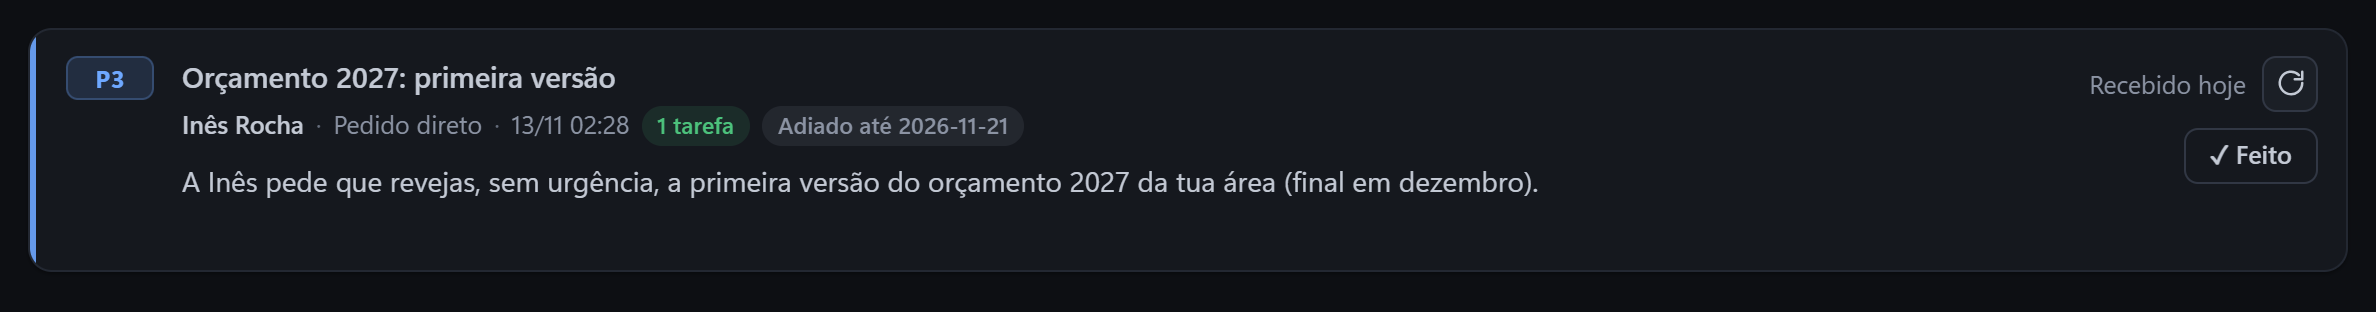 P3 Orçamento 2027: primeira versão Recebido hoje
Inês Rocha · Pedido direto · 13/11 02:28 1 tarefa Adiado até 2026-11-21
✓ Feito
A Inês pede que revejas, sem urgência, a primeira versão do orçamento 2027 da tua área (final em dezembro).